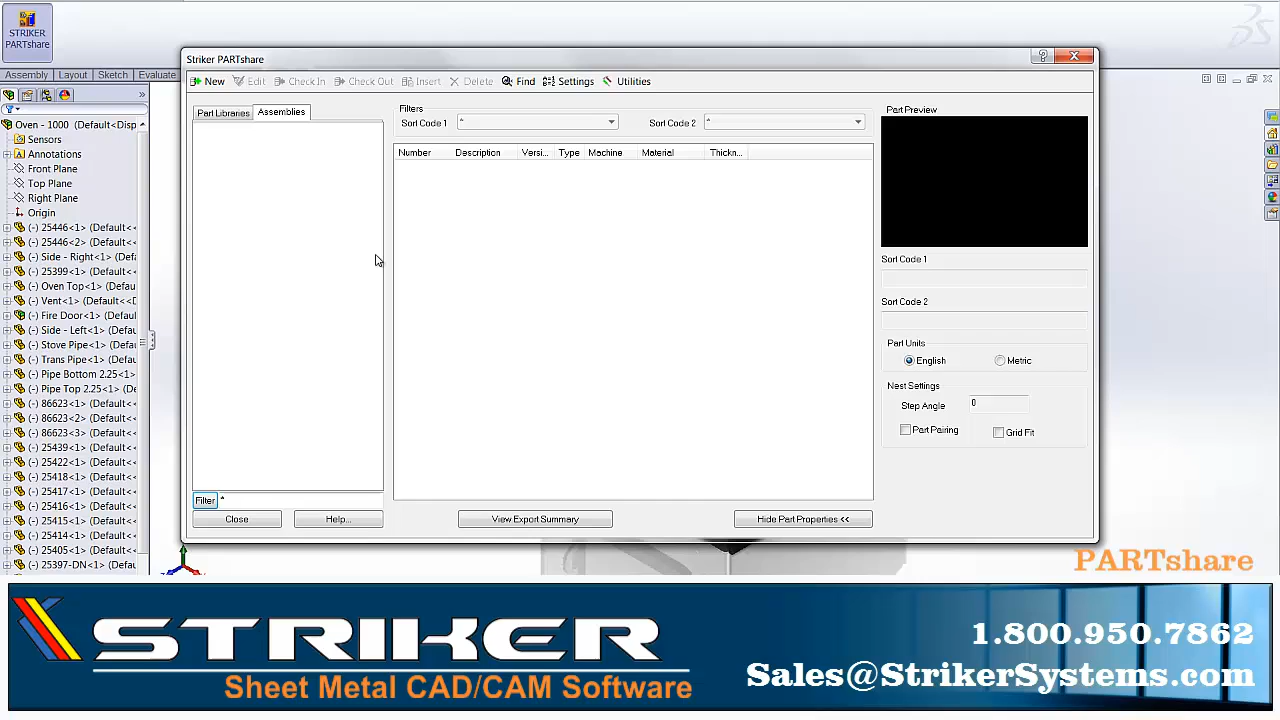 STRIKER
PARTshare
Assembly
Layout
Sketch
Evaluate
Oven - 1000 (Default<Disp
Sensors
Annotations
Front Plane
Top Plane
Right Plane
Origin
(-) 25446<1> (Default<<
(-) 25446<2> (Default<<
(-) Side - Right<1> (Defa
(-) 25399<1> (Default<<
(-) Oven Top<1> (Defau
(-) Vent<1> (Default<<D
(-) Fire Door<1> (Defau
(-) Side - Left<1> (Defau
(-) Stove Pipe<1> (Defau
(-) Trans Pipe<1> (Defau
(-) Pipe Bottom 2.25<1>
(-) Pipe Top 2.25<1> (De
(-) 86623<1> (Default<<
(-) 86623<2> (Default<<
(-) 86623<3> (Default<<
(-) 25439<1> (Default<<
(-) 25422<1> (Default<<
(-) 25418<1> (Default<<
(-) 25417<1> (Default<<
(-) 25416<1> (Default<<
(-) 25415<1> (Default<<
(-) 25414<1> (Default<<
(-) 25405<1> (Default<<
(-) 25397-DN<1> (Defau
Striker PARTshare
New
Edit
Check In
Check Out
Insert
Delete
Find
Settings
Utilities
Part Libraries
Assemblies
Filter *
Close
Help...
Filters
Sort Code 1 *
Sort Code 2 *
Number Description Versi... Type Machine Material Thickn...
View Export Summary
Hide Part Properties <<
Part Preview
Sort Code 1
Sort Code 2
Part Units
English
Metric
Nest Settings
Step Angle 0
Part Pairing
Grid Fit
PARTshare
STRIKER
Sheet Metal CAD/CAM Software
1.800.950.7862
Sales@StrikerSystems.com